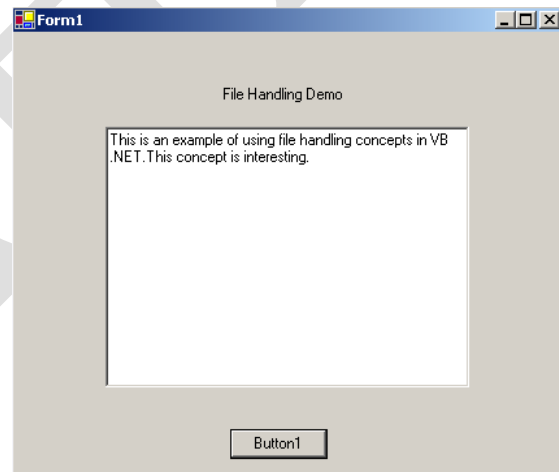 Form1
File Handling Demo
This is an example of using file handling concepts in VB
.NET.This concept is interesting.
Button1